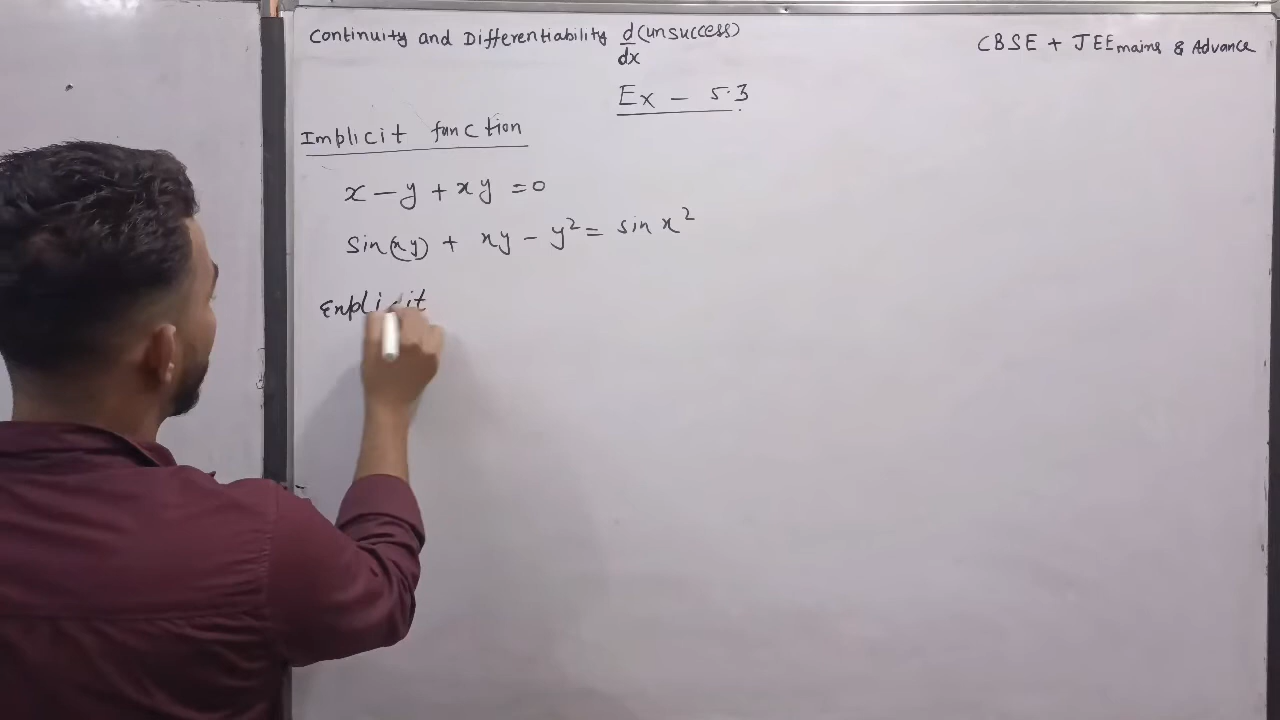 Continuity and Differentiability d/dx (unsuccess)
CBSE + JEE mains & Advance
Ex - 5.3
Implicit function
x - y + xy = 0
sin(xy) + xy - y² = sin x²
Explicit